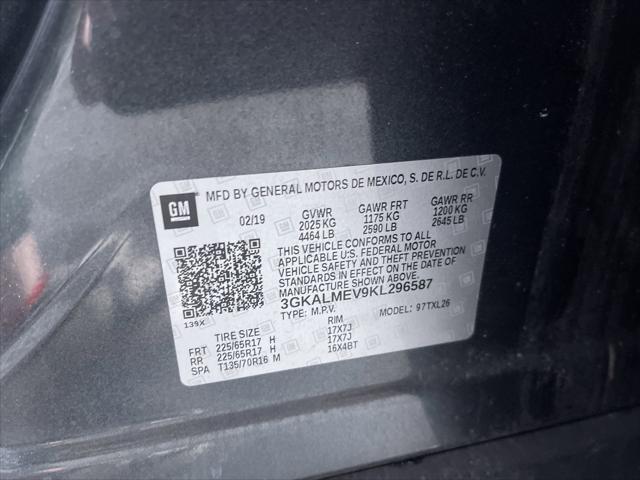 MFD BY GENERAL MOTORS DE MEXICO, S. DE R.L. DE C.V.
GM
02/19 GVWR GAWR FRT GAWR RR
2025 KG 1175 KG 1200 KG
4464 LB 2590 LB 2645 LB
THIS VEHICLE CONFORMS TO ALL
APPLICABLE U.S. FEDERAL MOTOR
VEHICLE SAFETY AND THEFT PREVENTION
STANDARDS IN EFFECT ON THE DATE OF
MANUFACTURE SHOWN ABOVE.
3GKALMEV9KL296587
139X
TYPE: M.P.V. MODEL: 97TXL26
TIRE SIZE RIM
FRT 225/65R17 H 17X7J
RR 225/65R17 H 17X7J
SPA T135/70R16 M 16X4BT